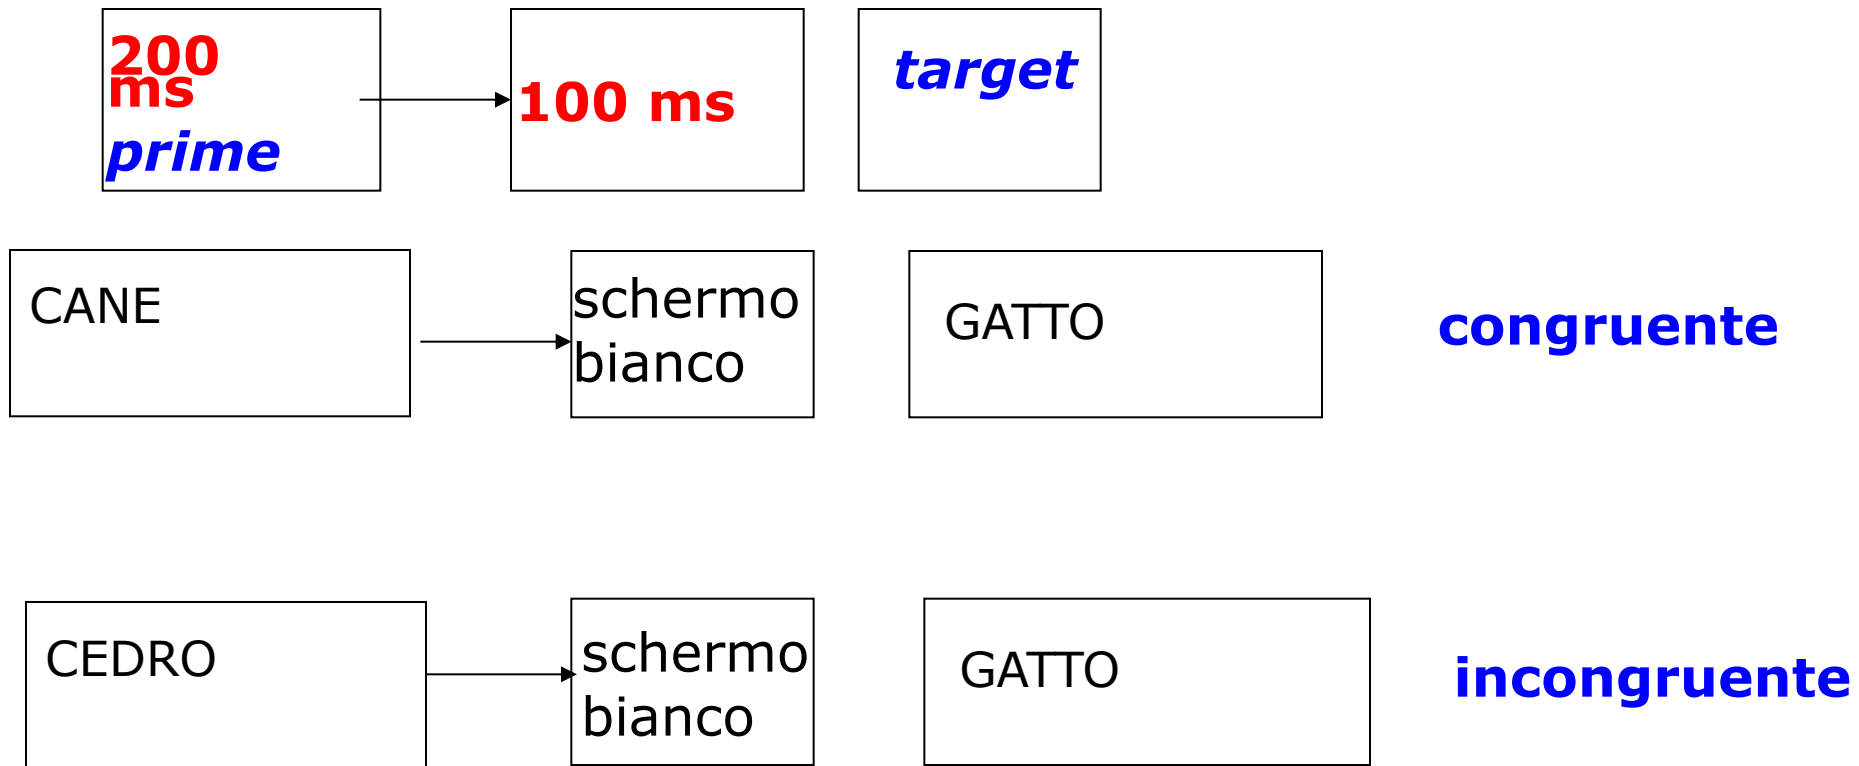 200
ms
prime
100 ms
target
CANE
schermo
bianco
GATTO
congruente
CEDRO
schermo
bianco
GATTO
incongruente